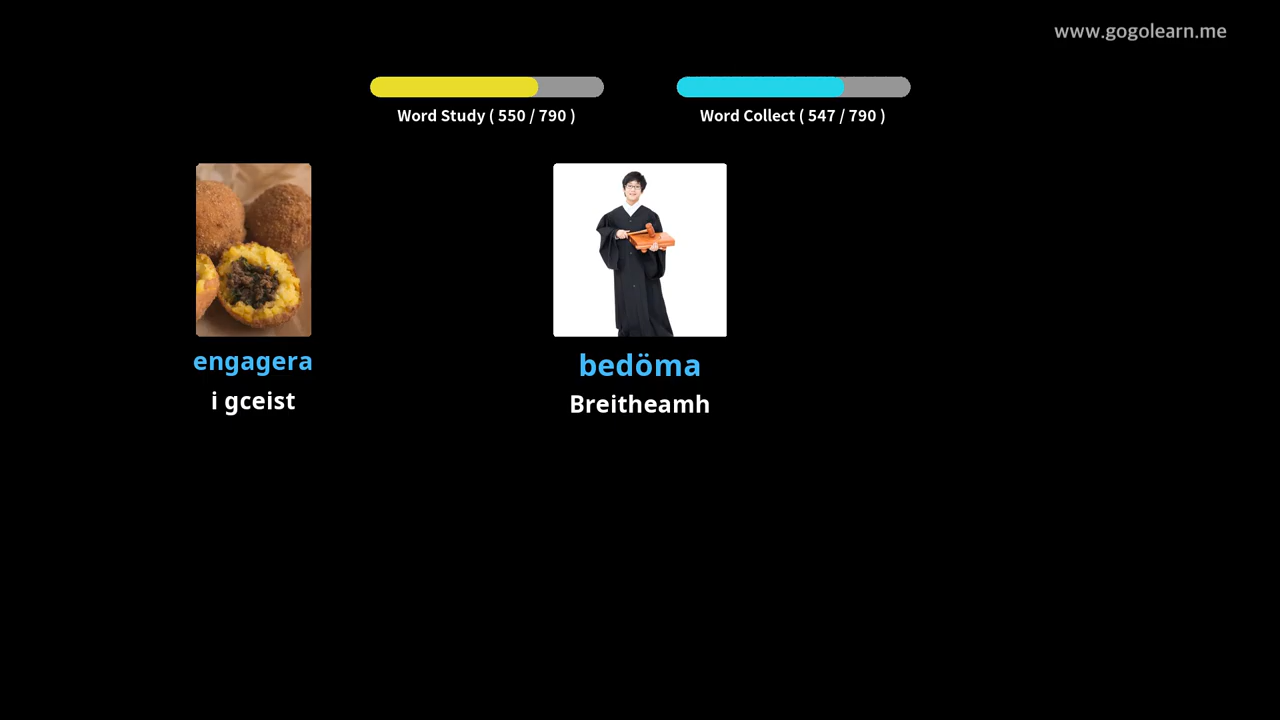 www.gogolearn.me
Word Study ( 550 / 790 )
Word Collect ( 547 / 790 )
engagera
i gceist
bedöma
Breitheamh